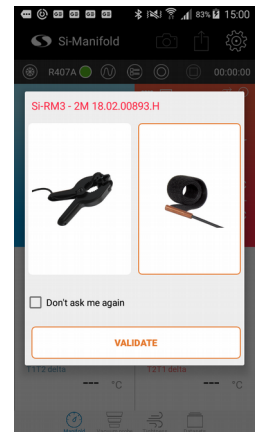 83% 15:00
Si-Manifold
R407A 00:00:00
Si-RM3 - 2M 18.02.00893.H
Don't ask me again
VALIDATE
1112 delta 1211 delta
--- °C --- °C
Manifold